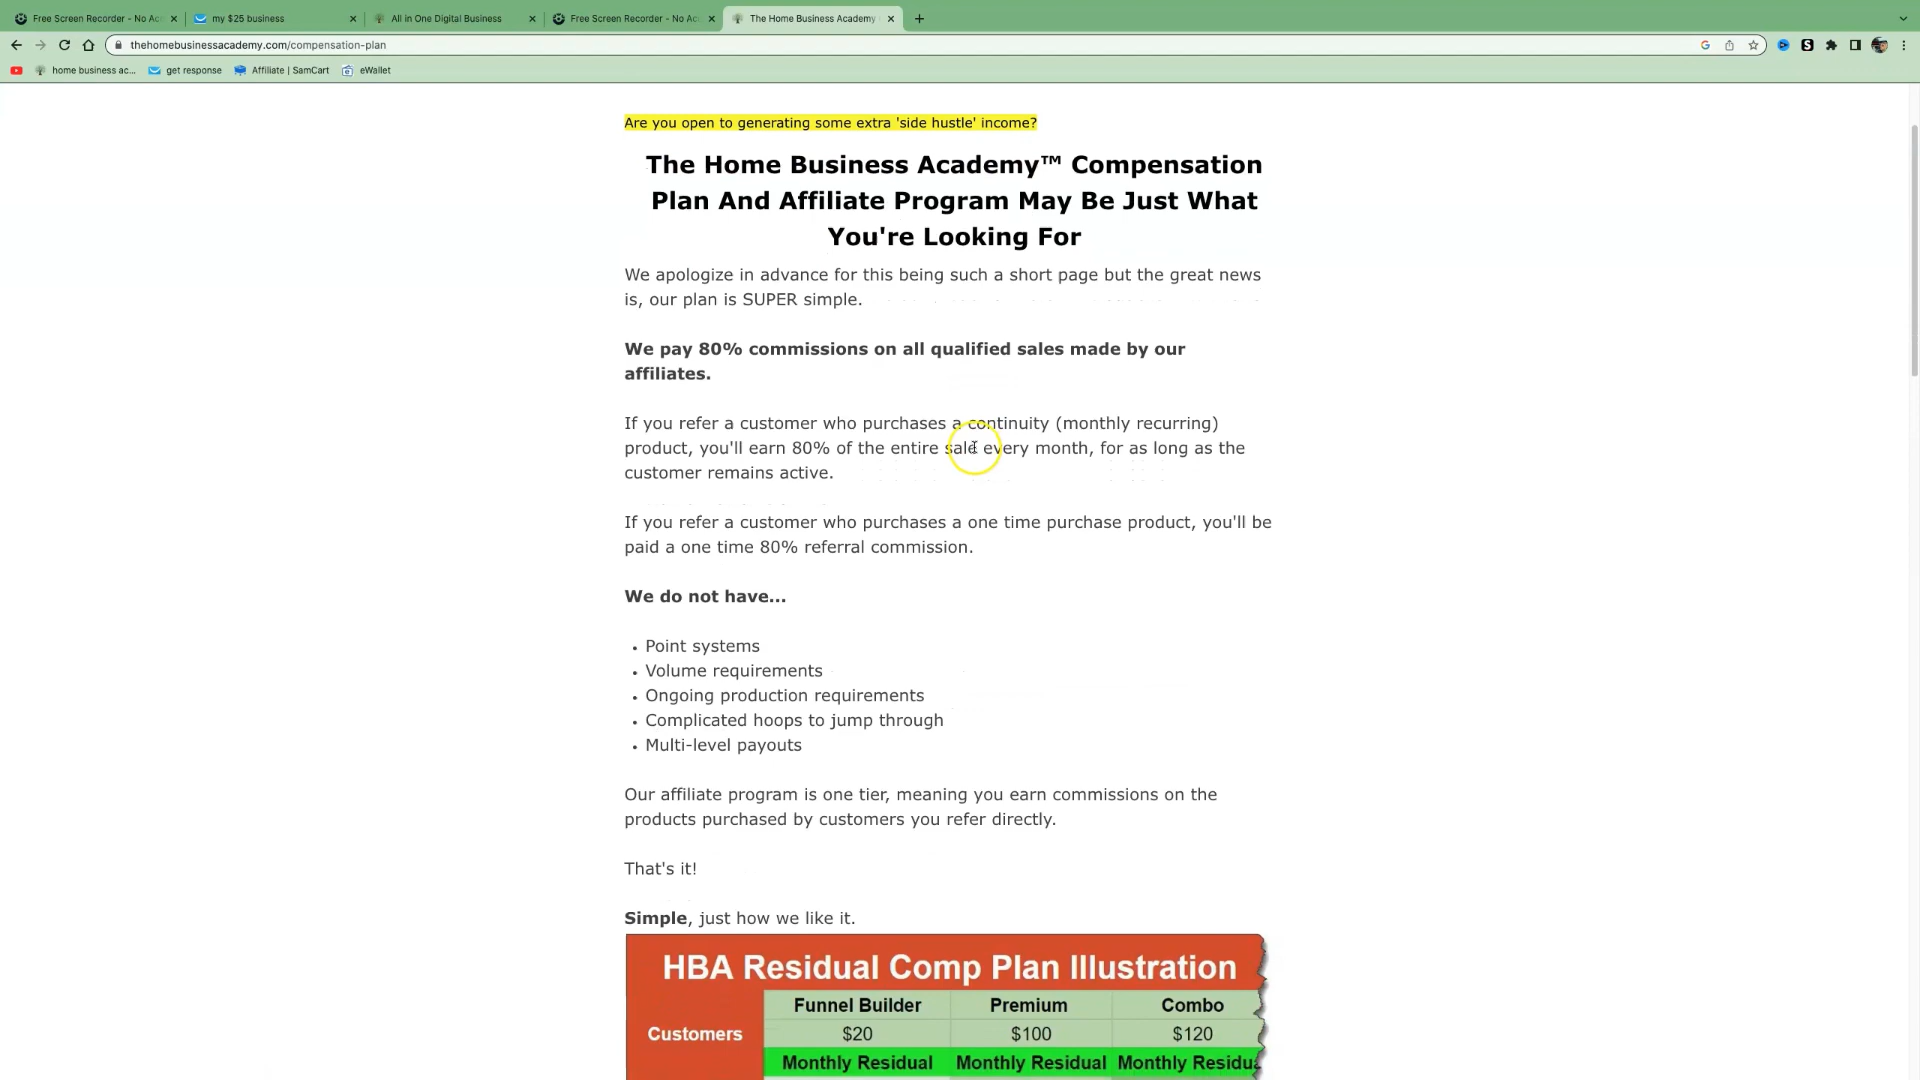 Free Screen Recorder - No Ac
my $25 business
All in One Digital Business
Free Screen Recorder - No Ac
The Home Business Academy
thehomebusinessacademy.com/compensation-plan
home business ac...
get response
Affiliate | SamCart
eWallet
Are you open to generating some extra 'side hustle' income?
The Home Business Academy™ Compensation
Plan And Affiliate Program May Be Just What
You're Looking For
We apologize in advance for this being such a short page but the great news
is, our plan is SUPER simple.
We pay 80% commissions on all qualified sales made by our
affiliates.
If you refer a customer who purchases a continuity (monthly recurring)
product, you'll earn 80% of the entire sale every month, for as long as the
customer remains active.
If you refer a customer who purchases a one time purchase product, you'll be
paid a one time 80% referral commission.
We do not have...
• Point systems
• Volume requirements
• Ongoing production requirements
• Complicated hoops to jump through
• Multi-level payouts
Our affiliate program is one tier, meaning you earn commissions on the
products purchased by customers you refer directly.
That's it!
Simple, just how we like it.
HBA Residual Comp Plan Illustration
Funnel Builder Premium Combo
Customers $20 $100 $120
Monthly Residual Monthly Residual Monthly Residua